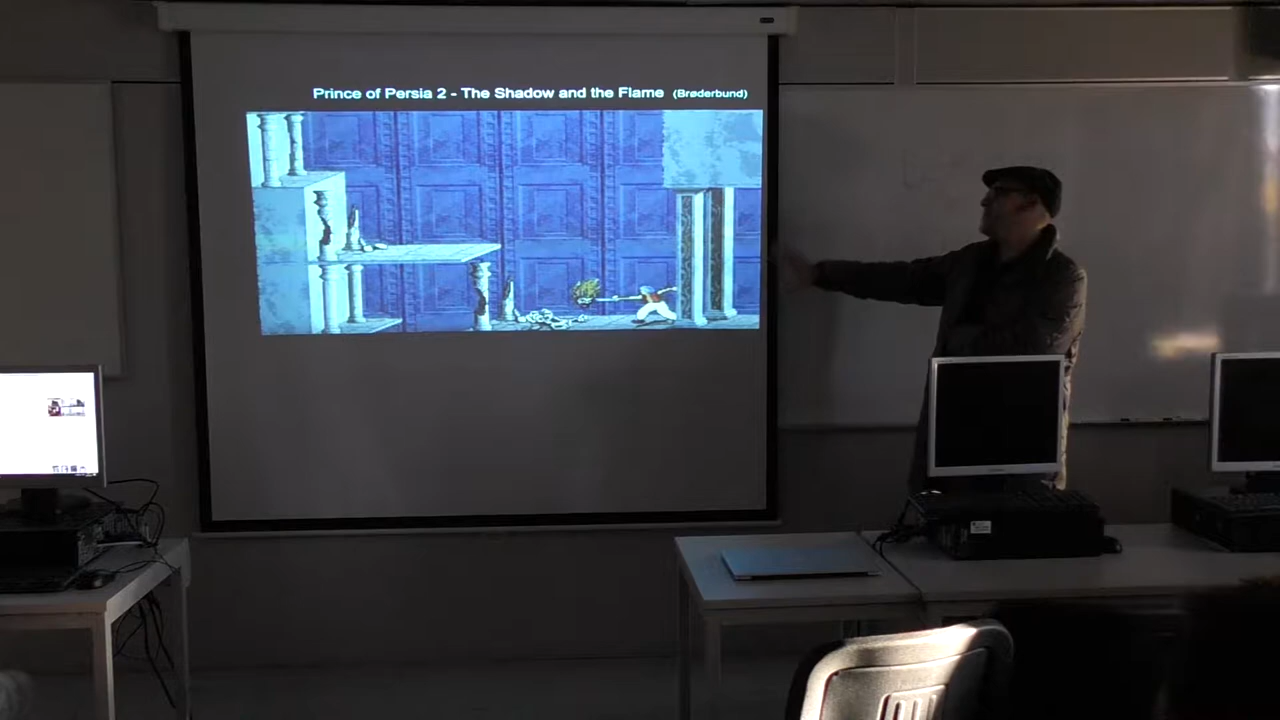 Prince of Persia 2 - The Shadow and the Flame (Brøderbund)